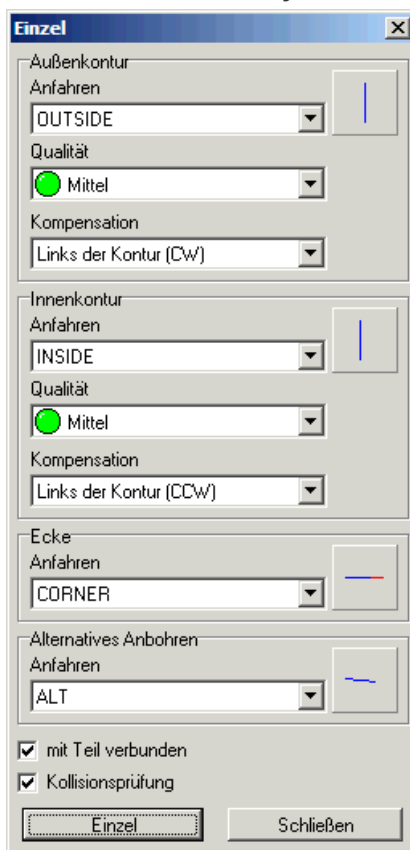 Einzel
Außenkontur
Anfahren
OUTSIDE
Qualität
Mittel
Kompensation
Links der Kontur (CW)
Innenkontur
Anfahren
INSIDE
Qualität
Mittel
Kompensation
Links der Kontur (CCW)
Ecke
Anfahren
CORNER
Alternatives Anbohren
Anfahren
ALT
mit Teil verbunden
Kollisionsprüfung
Einzel Schließen